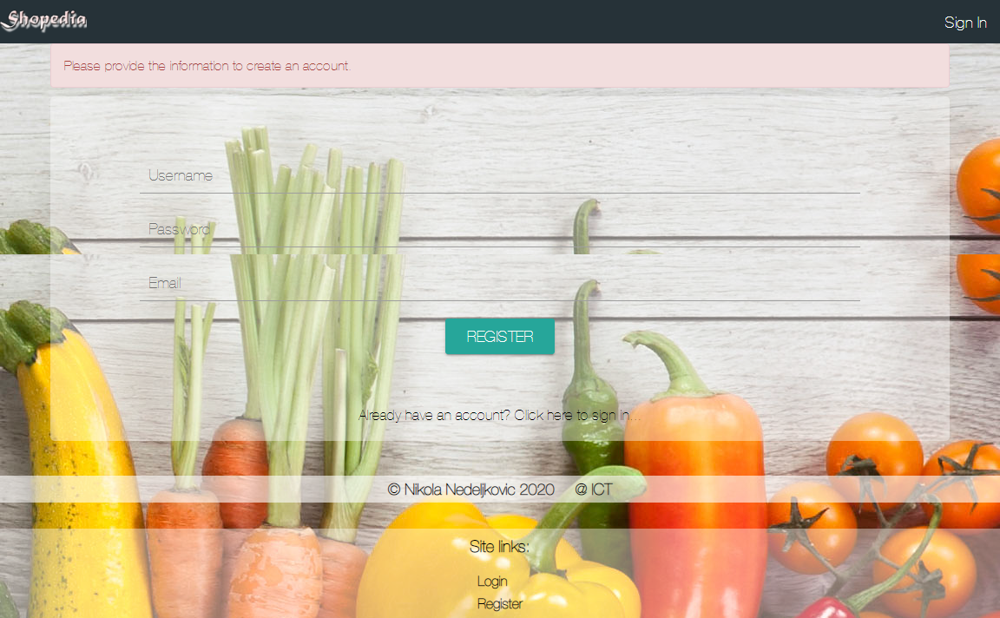 Shopedia
Sign In
Please provide the information to create an account.
Username
Password
Email
REGISTER
Already have an account? Click here to sign in...
© Nikola Nedeljkovic 2020 @ ICT
Site links:
Login
Register